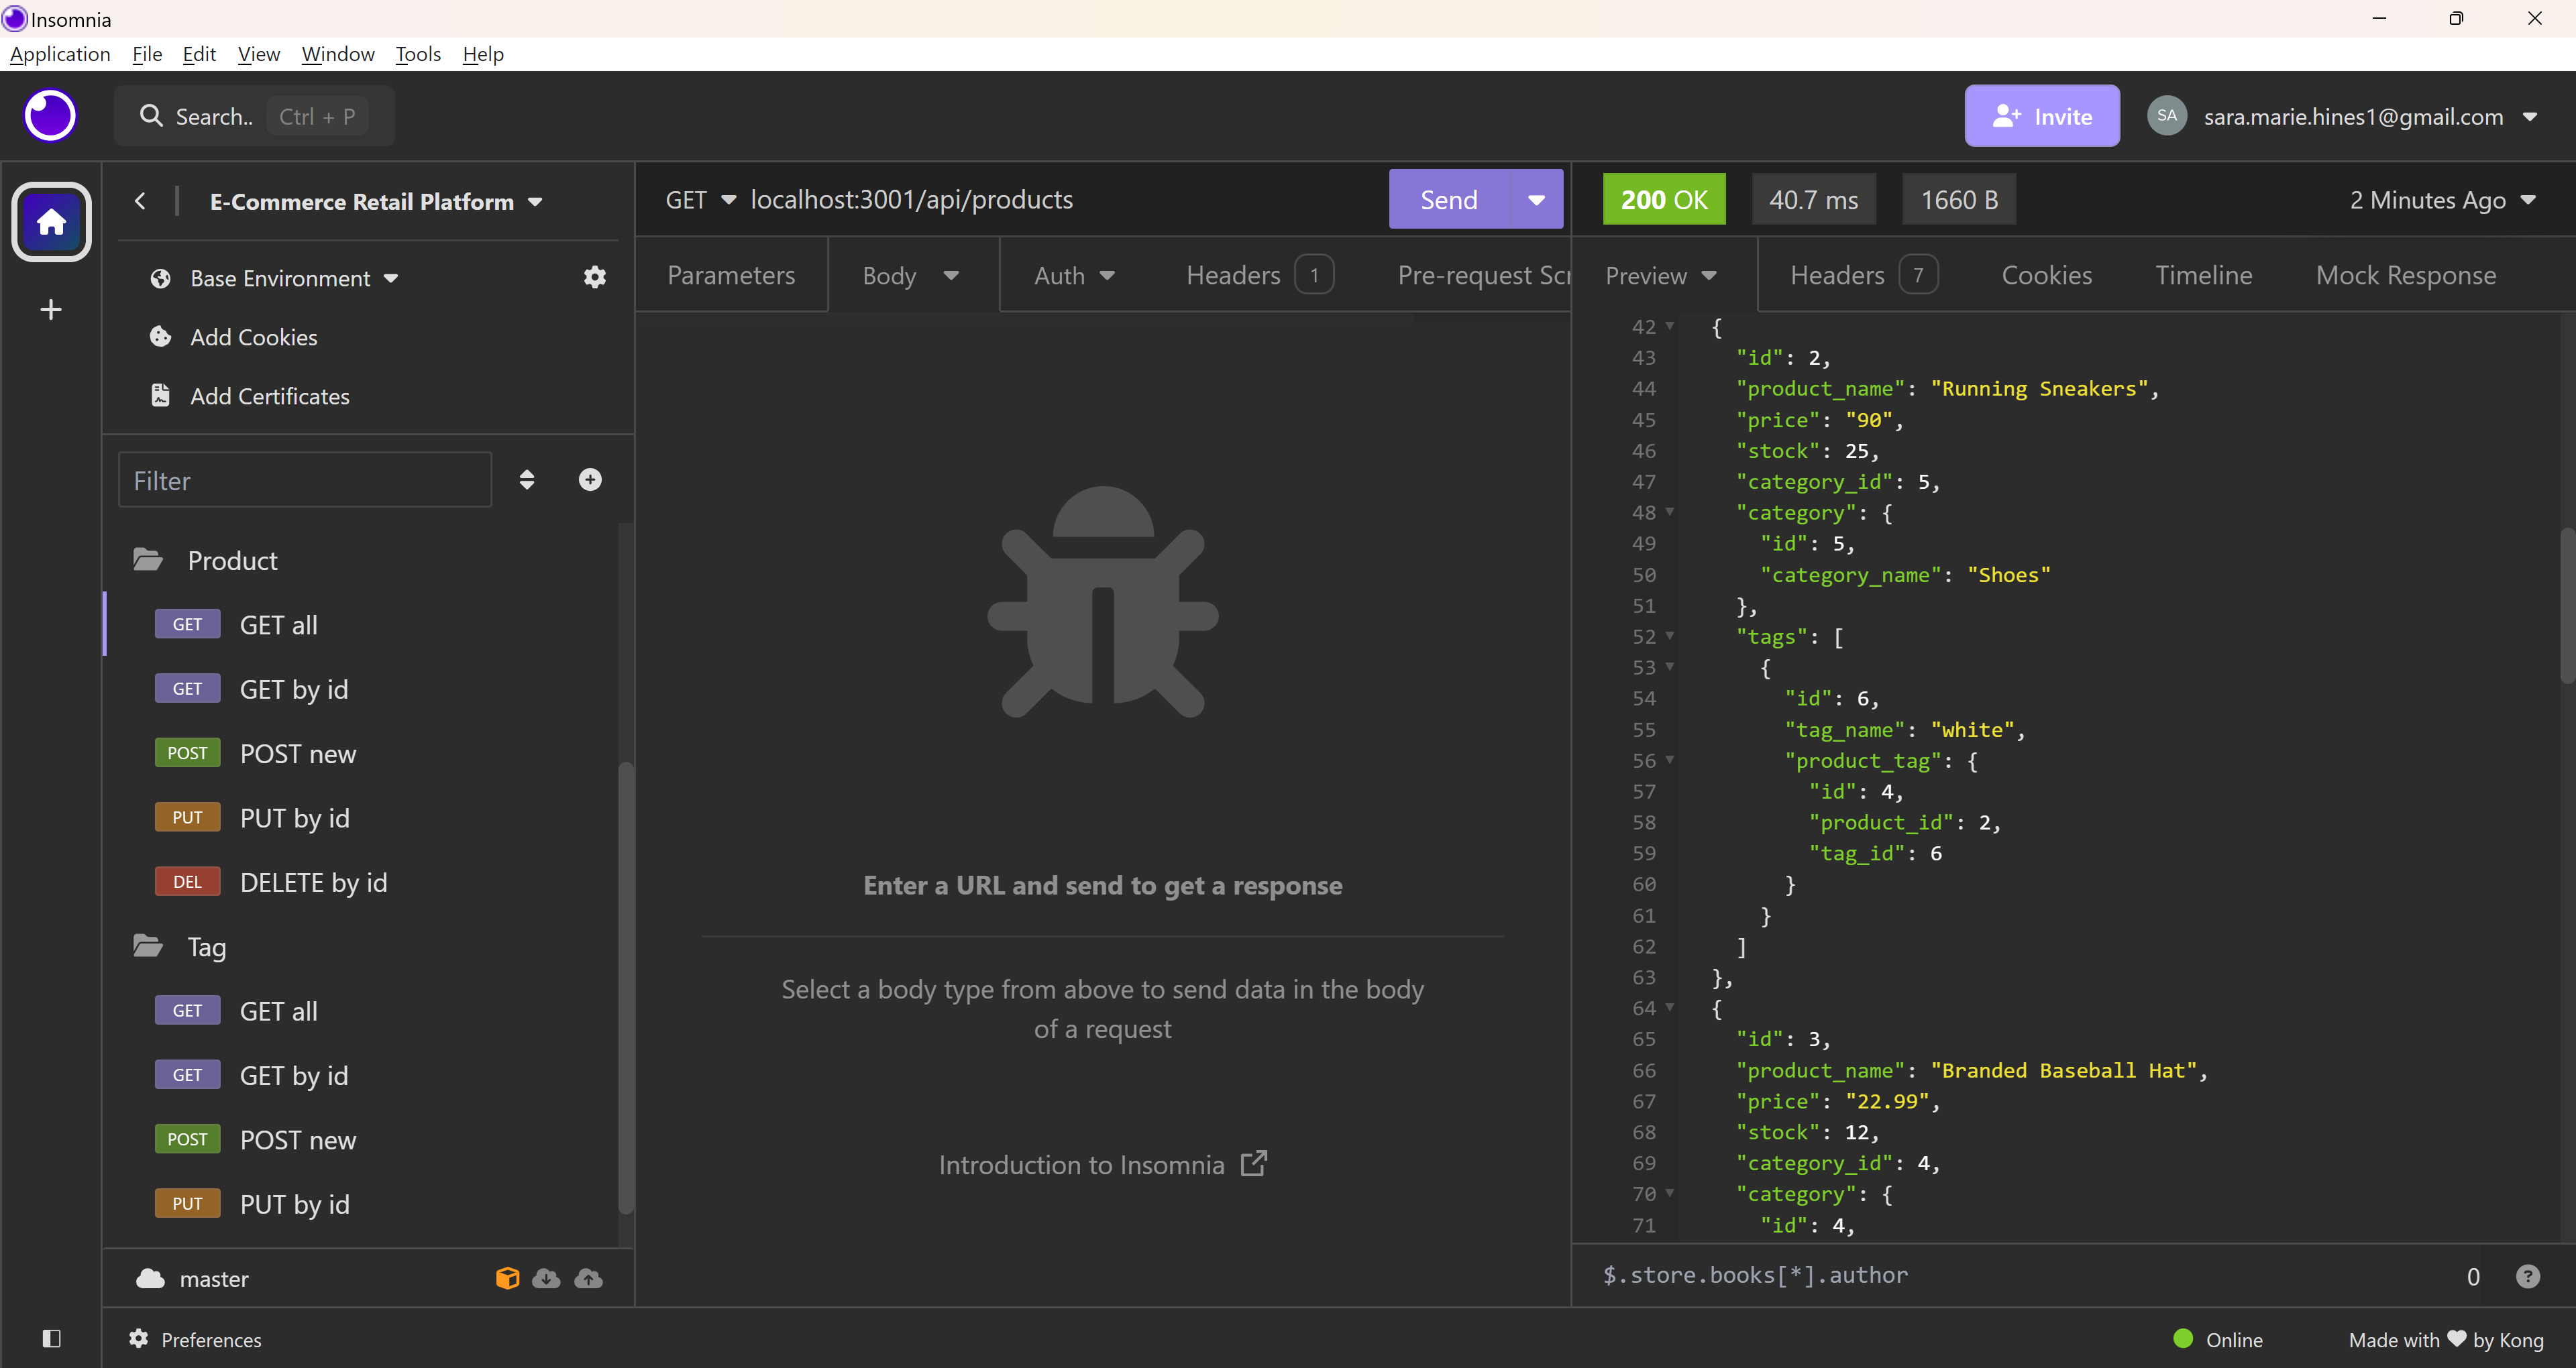 Insomnia
Application File Edit View Window Tools Help
Search.. Ctrl + P
Invite
SA sara.marie.hines1@gmail.com
E-Commerce Retail Platform
Base Environment
Add Cookies
Add Certificates
Filter
Product
GET GET all
GET GET by id
POST POST new
PUT PUT by id
DEL DELETE by id
Tag
GET GET all
GET GET by id
POST POST new
PUT PUT by id
master
GET localhost:3001/api/products
Send
Parameters Body Auth Headers 1 Pre-request Scr
Enter a URL and send to get a response
Select a body type from above to send data in the body
of a request
Introduction to Insomnia
200 OK 40.7 ms 1660 B 2 Minutes Ago
Preview Headers 7 Cookies Timeline Mock Response
42 {
43 "id": 2,
44 "product_name": "Running Sneakers",
45 "price": "90",
46 "stock": 25,
47 "category_id": 5,
48 "category": {
49 "id": 5,
50 "category_name": "Shoes"
51 },
52 "tags": [
53 {
54 "id": 6,
55 "tag_name": "white",
56 "product_tag": {
57 "id": 4,
58 "product_id": 2,
59 "tag_id": 6
60 }
61 }
62 ]
63 },
64 {
65 "id": 3,
66 "product_name": "Branded Baseball Hat",
67 "price": "22.99",
68 "stock": 12,
69 "category_id": 4,
70 "category": {
71 "id": 4,
$.store.books[*].author 0 ?
Preferences
Online
Made with ♥ by Kong